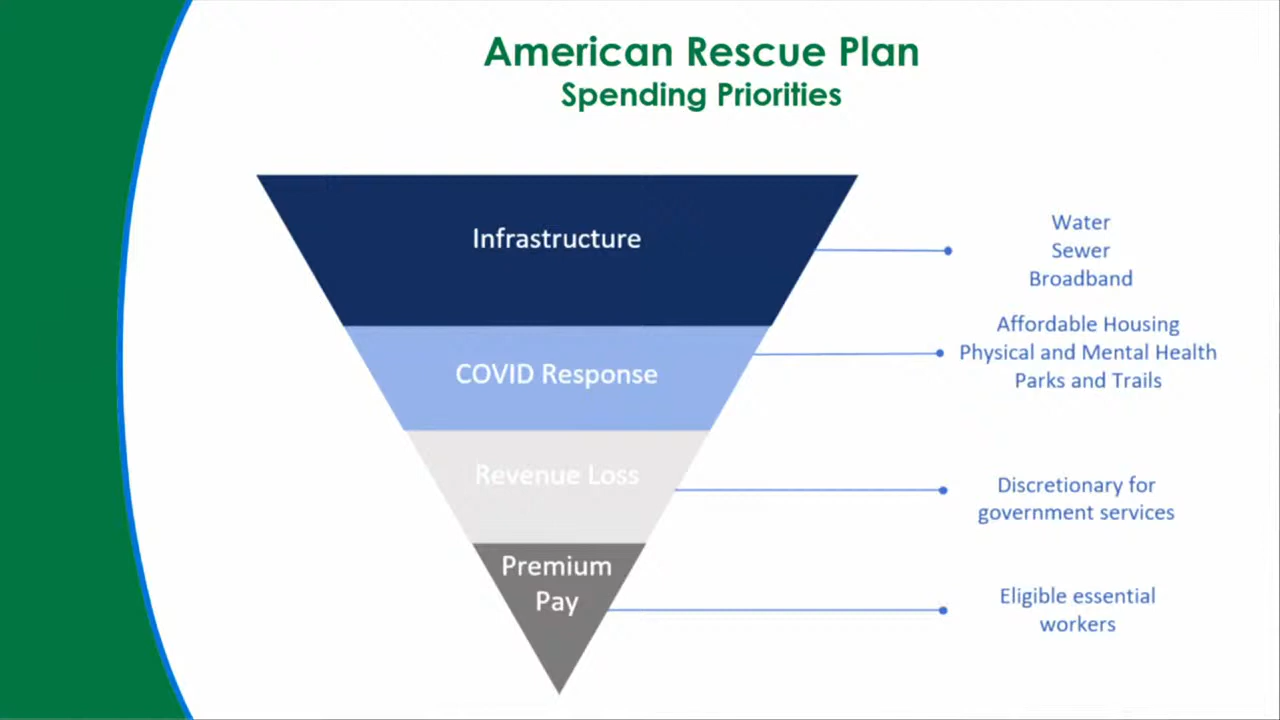 American Rescue Plan
Spending Priorities
Infrastructure
Water
Sewer
Broadband
COVID Response
Affordable Housing
Physical and Mental Health
Parks and Trails
Revenue Loss
Discretionary for
government services
Premium
Pay
Eligible essential
workers